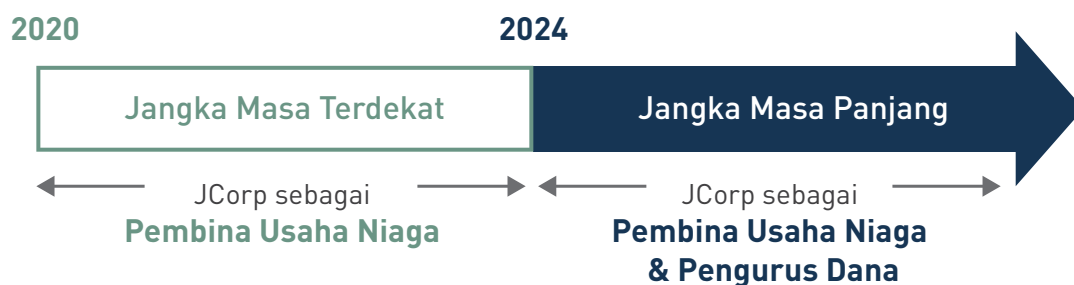 2020
2024
Jangka Masa Terdekat
Jangka Masa Panjang
JCorp sebagai
Pembina Usaha Niaga
JCorp sebagai
Pembina Usaha Niaga
& Pengurus Dana